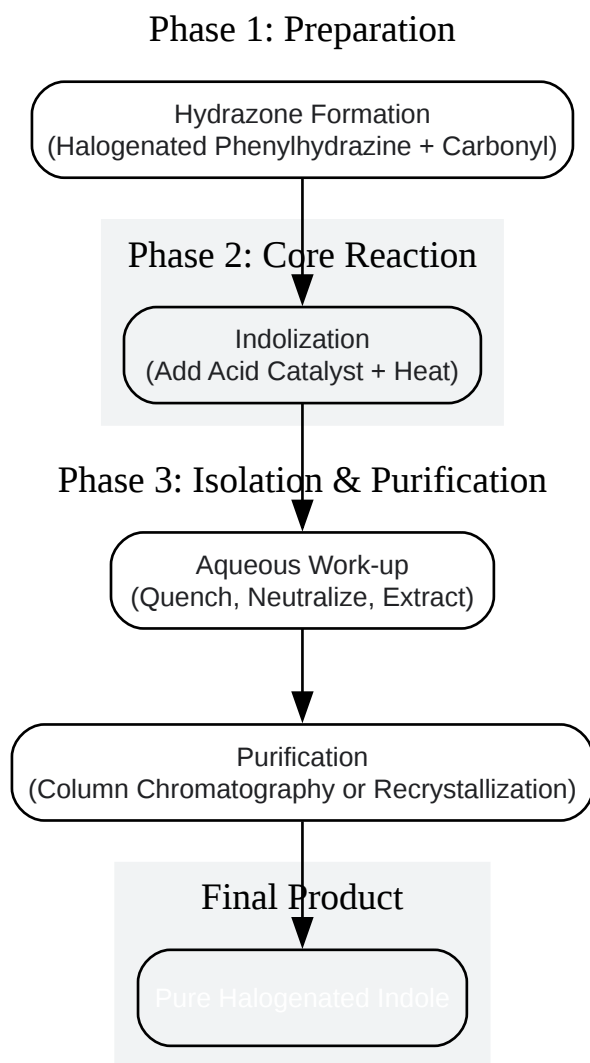 Phase 1: Preparation
Hydrazone Formation
(Halogenated Phenylhydrazine + Carbonyl)
Phase 2: Core Reaction
Indolization
(Add Acid Catalyst + Heat)
Phase 3: Isolation & Purification
Aqueous Work-up
(Quench, Neutralize, Extract)
Purification
(Column Chromatography or Recrystallization)
Final Product
Pure Halogenated Indole